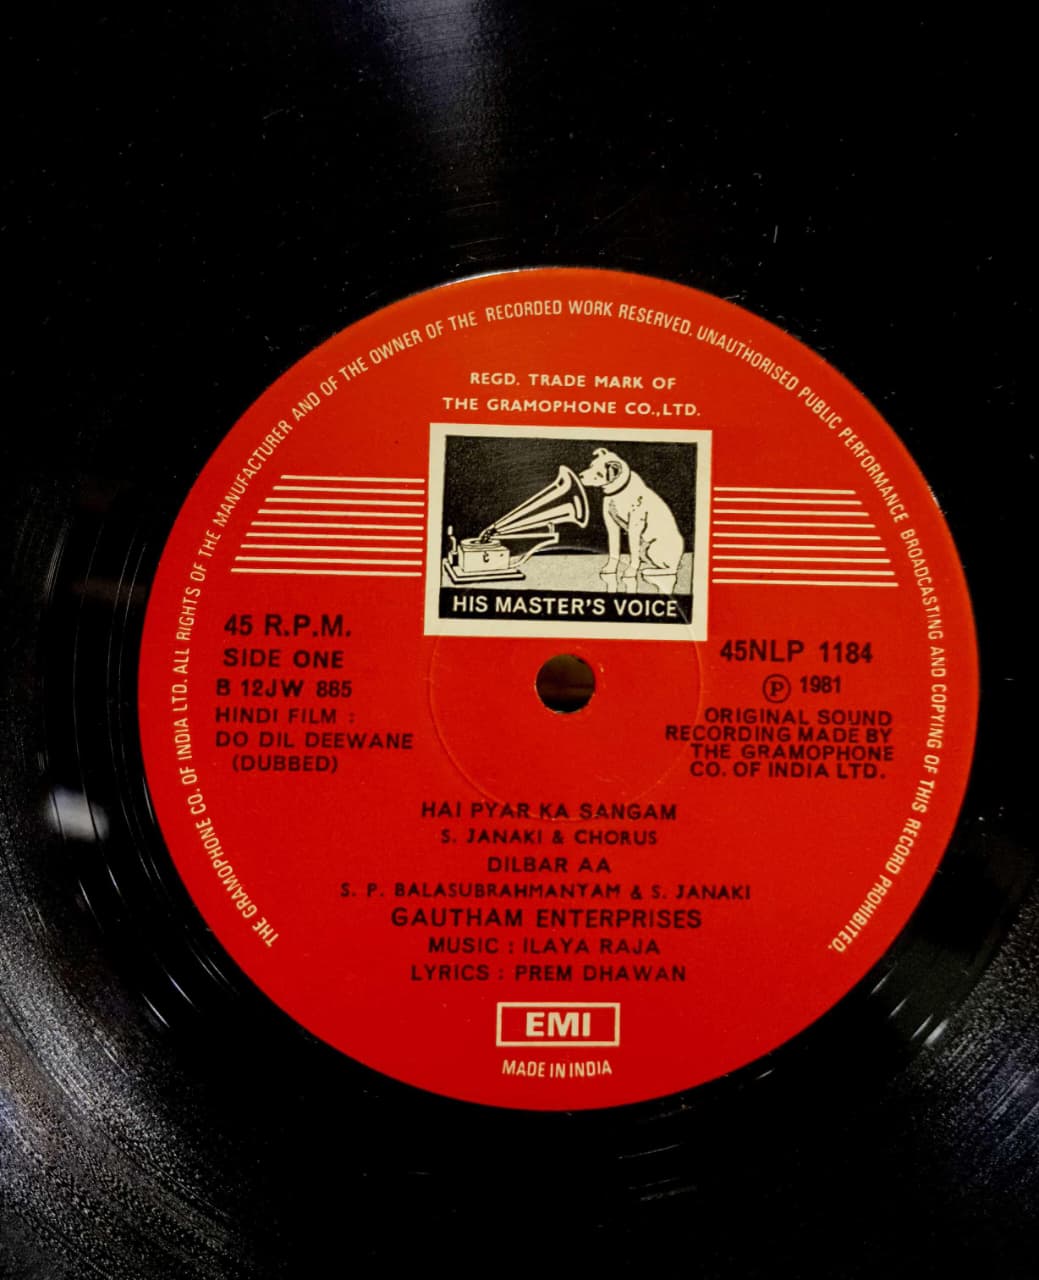 THE GRAMOPHONE CO. OF INDIA LTD. ALL RIGHTS OF THE MANUFACTURER AND OF THE OWNER OF THE RECORDED WORK RESERVED. UNAUTHORISED PUBLIC PERFORMANCE BROADCASTING AND COPYING OF THIS RECORD PROHIBITED.
REGD. TRADE MARK OF
THE GRAMOPHONE CO.,LTD.
HIS MASTER'S VOICE
45 R.P.M.
SIDE ONE
B 12JW 885
HINDI FILM :
DO DIL DEEWANE
(DUBBED)
45NLP 1184
Ⓟ 1981
ORIGINAL SOUND
RECORDING MADE BY
THE GRAMOPHONE
CO. OF INDIA LTD.
HAI PYAR KA SANGAM
S. JANAKI & CHORUS
DILBAR AA
S. P. BALASUBRAHMANYAM & S. JANAKI
GAUTHAM ENTERPRISES
MUSIC : ILAYA RAJA
LYRICS : PREM DHAWAN
EMI
MADE IN INDIA